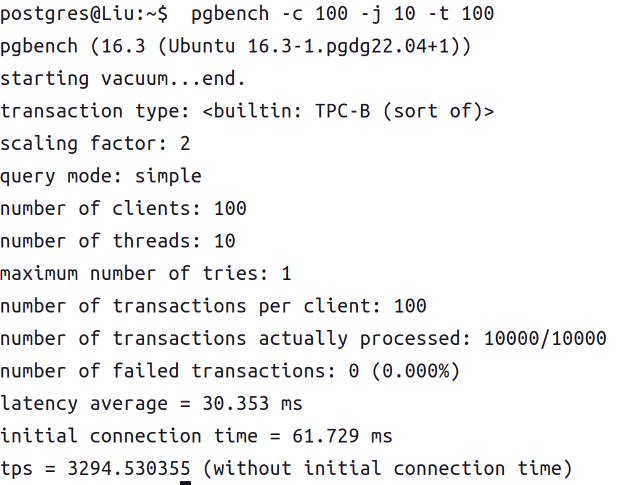 postgres@Liu:~$  pgbench -c 100 -j 10 -t 100
pgbench (16.3 (Ubuntu 16.3-1.pgdg22.04+1))
starting vacuum...end.
transaction type: <builtin: TPC-B (sort of)>
scaling factor: 2
query mode: simple
number of clients: 100
number of threads: 10
maximum number of tries: 1
number of transactions per client: 100
number of transactions actually processed: 10000/10000
number of failed transactions: 0 (0.000%)
latency average = 30.353 ms
initial connection time = 61.729 ms
tps = 3294.530355 (without initial connection time)